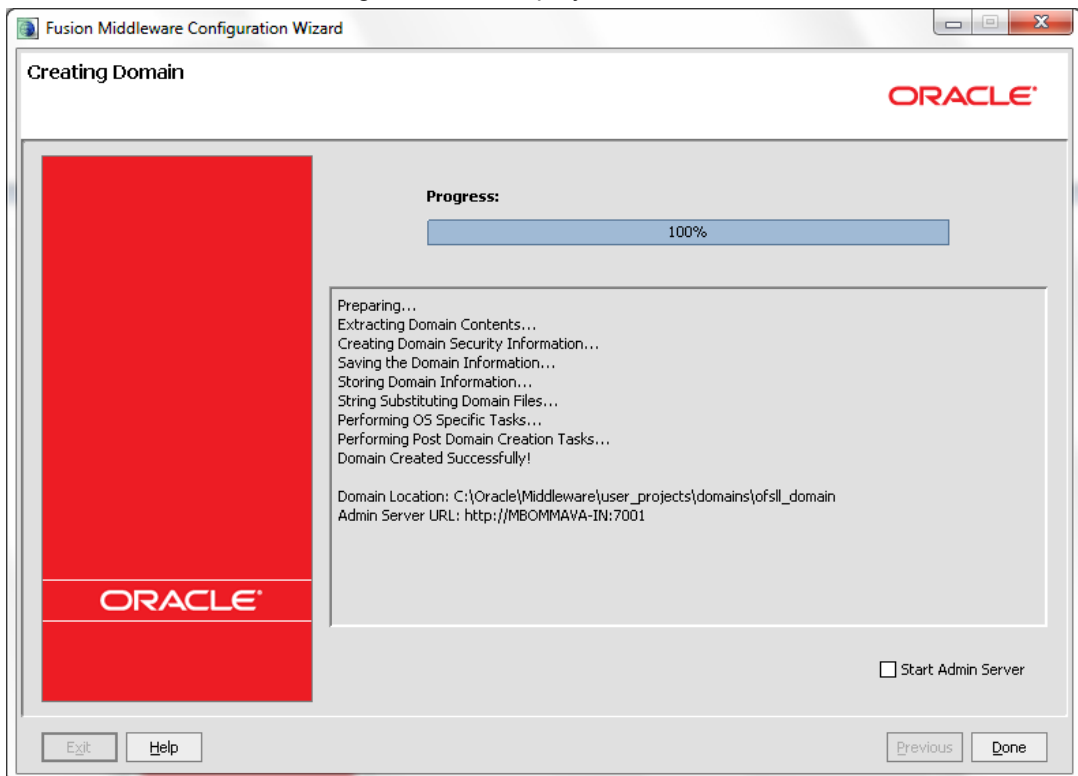 Fusion Middleware Configuration Wizard
X
Creating Domain
ORACLE
Progress:
100%
Preparing...
Extracting Domain Contents...
Creating Domain Security Information...
Saving the Domain Information...
Storing Domain Information...
String Substituting Domain Files...
Performing OS Specific Tasks...
Performing Post Domain Creation Tasks...
Domain Created Successfully!
Domain Location: C:\Oracle\Middleware\user_projects\domains\ofsll_domain
Admin Server URL: http://MBOMMAVA-IN:7001
ORACLE
Start Admin Server
Exit Help Previous Done